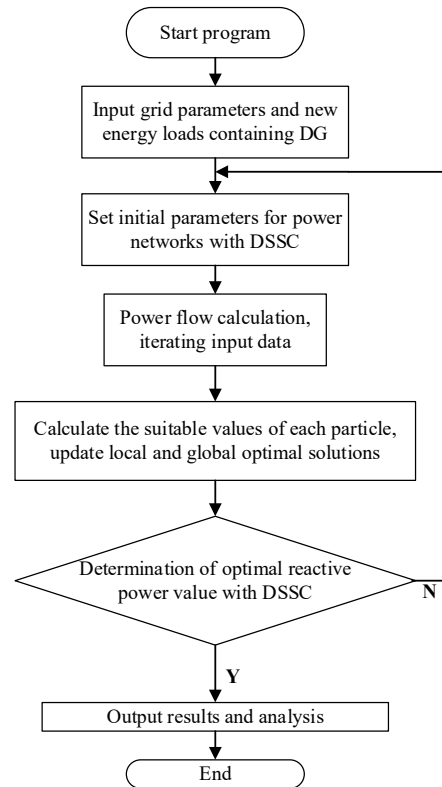 Start program
Input grid parameters and new
energy loads containing DG
Set initial parameters for power
networks with DSSC
Power flow calculation,
iterating input data
Calculate the suitable values of each particle,
update local and global optimal solutions
Determination of optimal reactive
power value with DSSC
N
Y
Output results and analysis
End